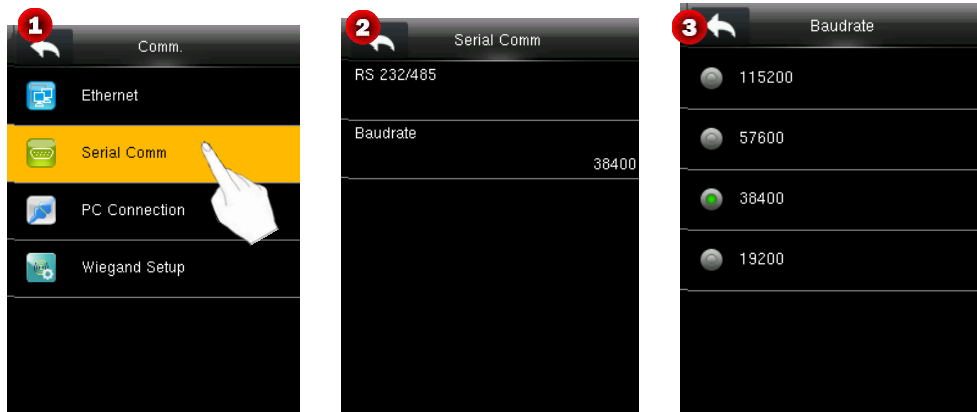 1
Comm.
Ethernet
Serial Comm
PC Connection
Wiegand Setup
2
Serial Comm
RS 232/485
Baudrate
38400
3
Baudrate
115200
57600
38400
19200